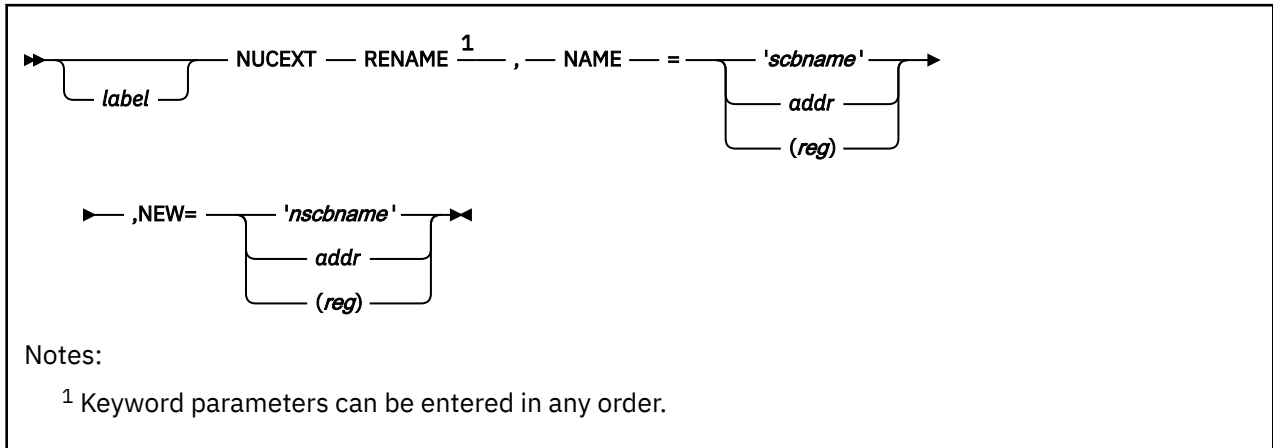 NUCEXT RENAME 1 , NAME = 'scbname'
label
addr
(reg)
,NEW= 'nscbname'
addr
(reg)
Notes:
1 Keyword parameters can be entered in any order.